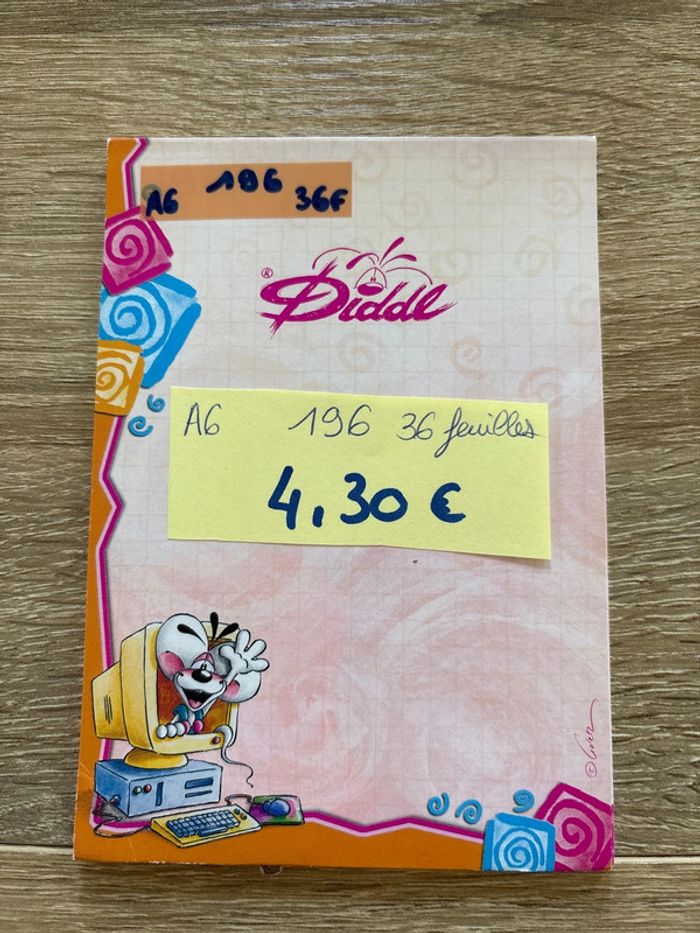 A6 196 36F
® Diddl
A6 196 36 feuilles
4,30 €
©